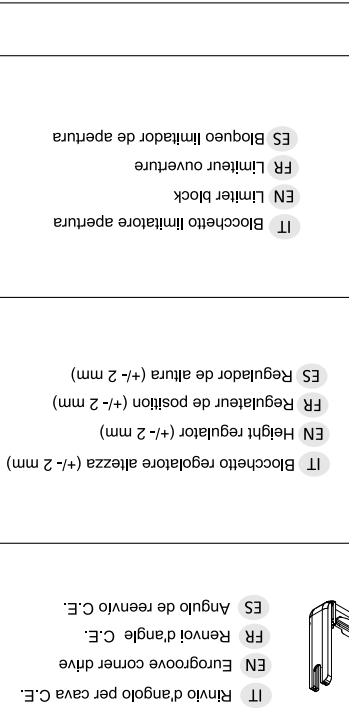 IT Rinvio d'angolo per cava C.E.
EN Eurogroove corner drive
FR Renvoi d'angle C.E.
ES Angulo de reenvío C.E.
IT Blocchetto regolatore altezza (+/- 2 mm)
EN Height regulator (+/- 2 mm)
FR Regulateur de position (+/- 2 mm)
ES Regulador de altura (+/- 2 mm)
IT Blocchetto limitatore apertura
EN Limiter block
FR Limiteur ouverture
ES Bloqueo limitador de apertura